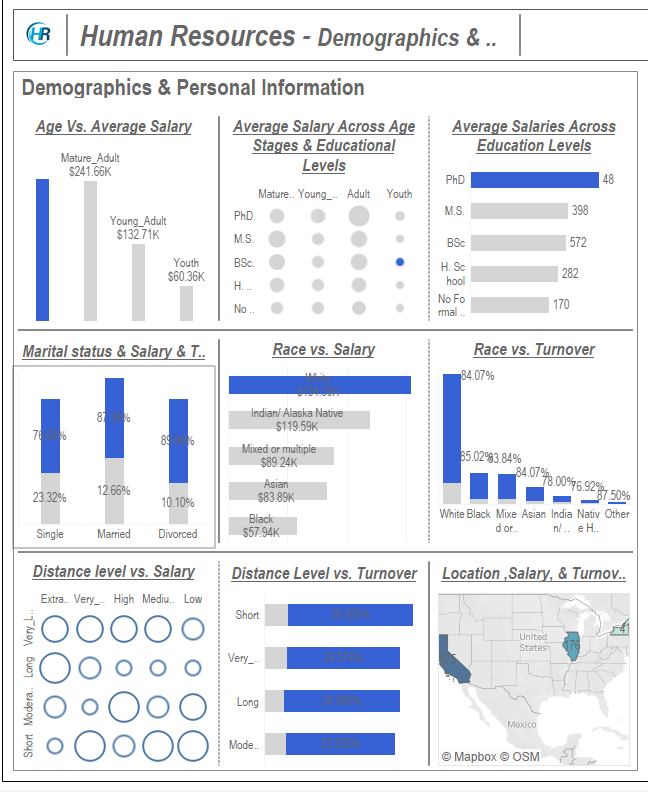 HR
Human Resources - Demographics & ..
Demographics & Personal Information
Age Vs. Average Salary
Mature_Adult
$241.66K
Young_Adult
$132.71K
Youth
$60.36K
Average Salary Across Age
Stages & Educational
Levels
Mature.. Young_.. Adult Youth
PhD.
M.S.
BSc.
H. ..
No ..
Average Salaries Across
Education Levels
PhD 48
M.S. 398
BSc 572
H. Sc
hool 282
No Fo
rmal .. 170
Marital status & Salary & T..
23.32% 12.66% 10.10%
Single Married Divorced
Race vs. Salary
White
Indian/ Alaska Native
$119.59K
Mixed or multiple
$89.24K
Asian
$83.89K
Black
$57.94K
Race vs. Turnover
84.07%
85.02% 83.84% 84.07% 78.00% 76.92% 87.50%
White Black Mixe
d or.. Asian India
n/ .. Nativ
e H.. Other
Distance level vs. Salary
Extra.. Very_.. High Mediu.. Low
Very_L..
Long
Modera..
Short
Distance Level vs. Turnover
Short
Very_..
Long
Mode..
Location ,Salary, & Turnov..
United
States
176
Mexico
© Mapbox © OSM